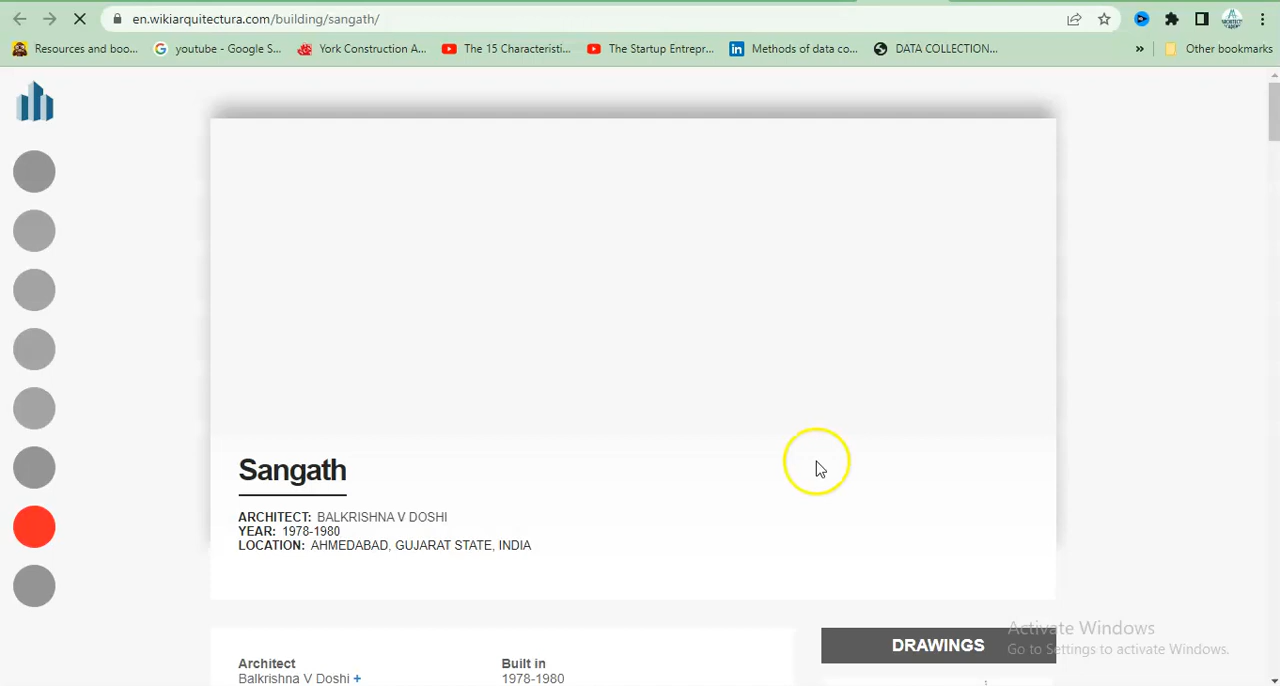 en.wikiarquitectura.com/building/sangath/
Resources and boo...
youtube - Google S...
York Construction A...
The 15 Characteristi...
The Startup Entrepr...
Methods of data co...
DATA COLLECTION...
»
Other bookmarks
Sangath
ARCHITECT: BALKRISHNA V DOSHI
YEAR: 1978-1980
LOCATION: AHMEDABAD, GUJARAT STATE, INDIA
DRAWINGS
Activate Windows
Go to Settings to activate Windows.
Architect
Balkrishna V Doshi +
Built in
1978-1980